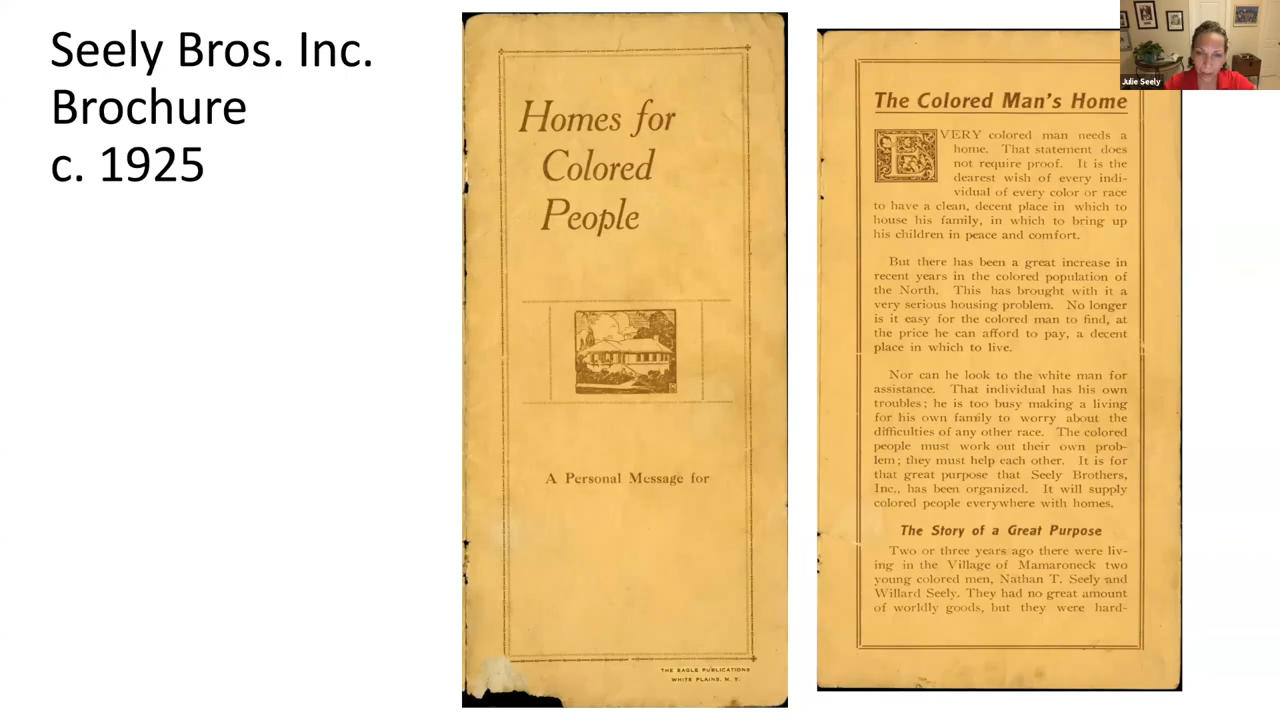 Seely Bros. Inc.
Brochure
c. 1925
Homes for
Colored
People
A Personal Message for
THE EAGLE PUBLICATIONS
WHITE PLAINS, N. Y.
The Colored Man's Home
EVERY colored man needs a
home. That statement does
not require proof. It is the
dearest wish of every indi-
vidual of every color or race
to have a clean, decent place in which to
house his family, in which to bring up
his children in peace and comfort.
But there has been a great increase in
recent years in the colored population of
the North. This has brought with it a
very serious housing problem. No longer
is it easy for the colored man to find, at
the price he can afford to pay, a decent
place in which to live.
Nor can he look to the white man for
assistance. That individual has his own
troubles; he is too busy making a living
for his own family to worry about the
difficulties of any other race. The colored
people must work out their own prob-
lem; they must help each other. It is for
that great purpose that Seely Brothers,
Inc., has been organized. It will supply
colored people everywhere with homes.
The Story of a Great Purpose
Two or three years ago there were liv-
ing in the Village of Mamaroneck two
young colored men, Nathan T. Seely and
Willard Seely. They had no great amount
of worldly goods, but they were hard-
Julie Seely